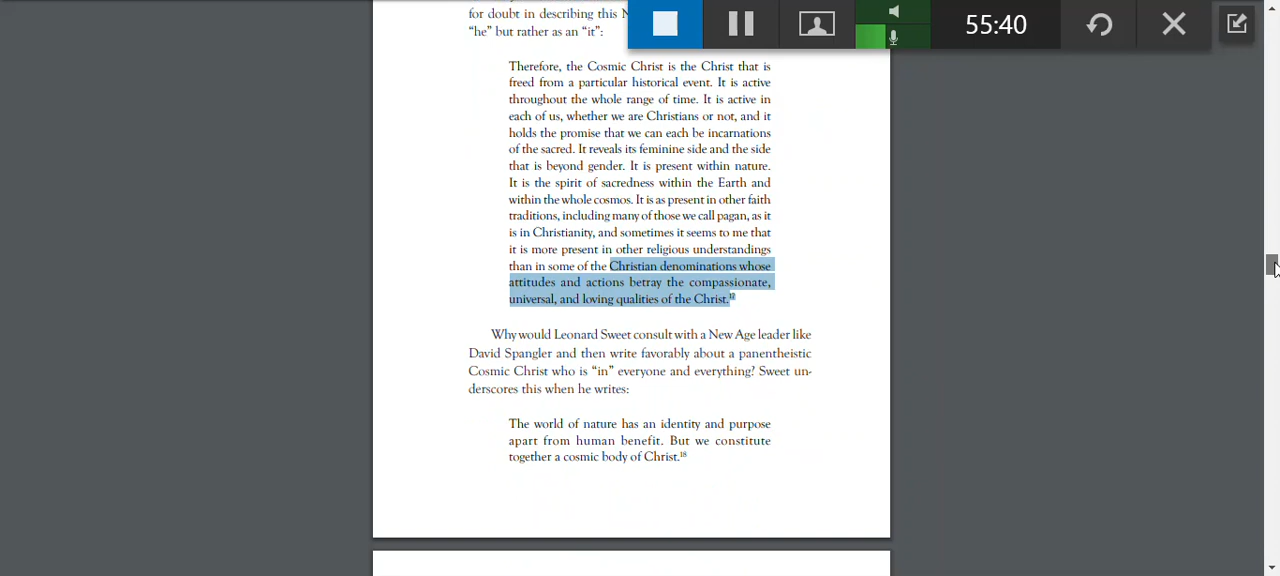 for doubt in describing this N
"he" but rather as an "it":
55:40
Therefore, the Cosmic Christ is the Christ that is
freed from a particular historical event. It is active
throughout the whole range of time. It is active in
each of us, whether we are Christians or not, and it
holds the promise that we can each be incarnations
of the sacred. It reveals its feminine side and the side
that is beyond gender. It is present within nature.
It is the spirit of sacredness within the Earth and
within the whole cosmos. It is as present in other faith
traditions, including many of those we call pagan, as it
is in Christianity, and sometimes it seems to me that
it is more present in other religious understandings
than in some of the Christian denominations whose
attitudes and actions betray the compassionate,
universal, and loving qualities of the Christ.17
Why would Leonard Sweet consult with a New Age leader like
David Spangler and then write favorably about a panentheistic
Cosmic Christ who is "in" everyone and everything? Sweet un-
derscores this when he writes:
The world of nature has an identity and purpose
apart from human benefit. But we constitute
together a cosmic body of Christ.18